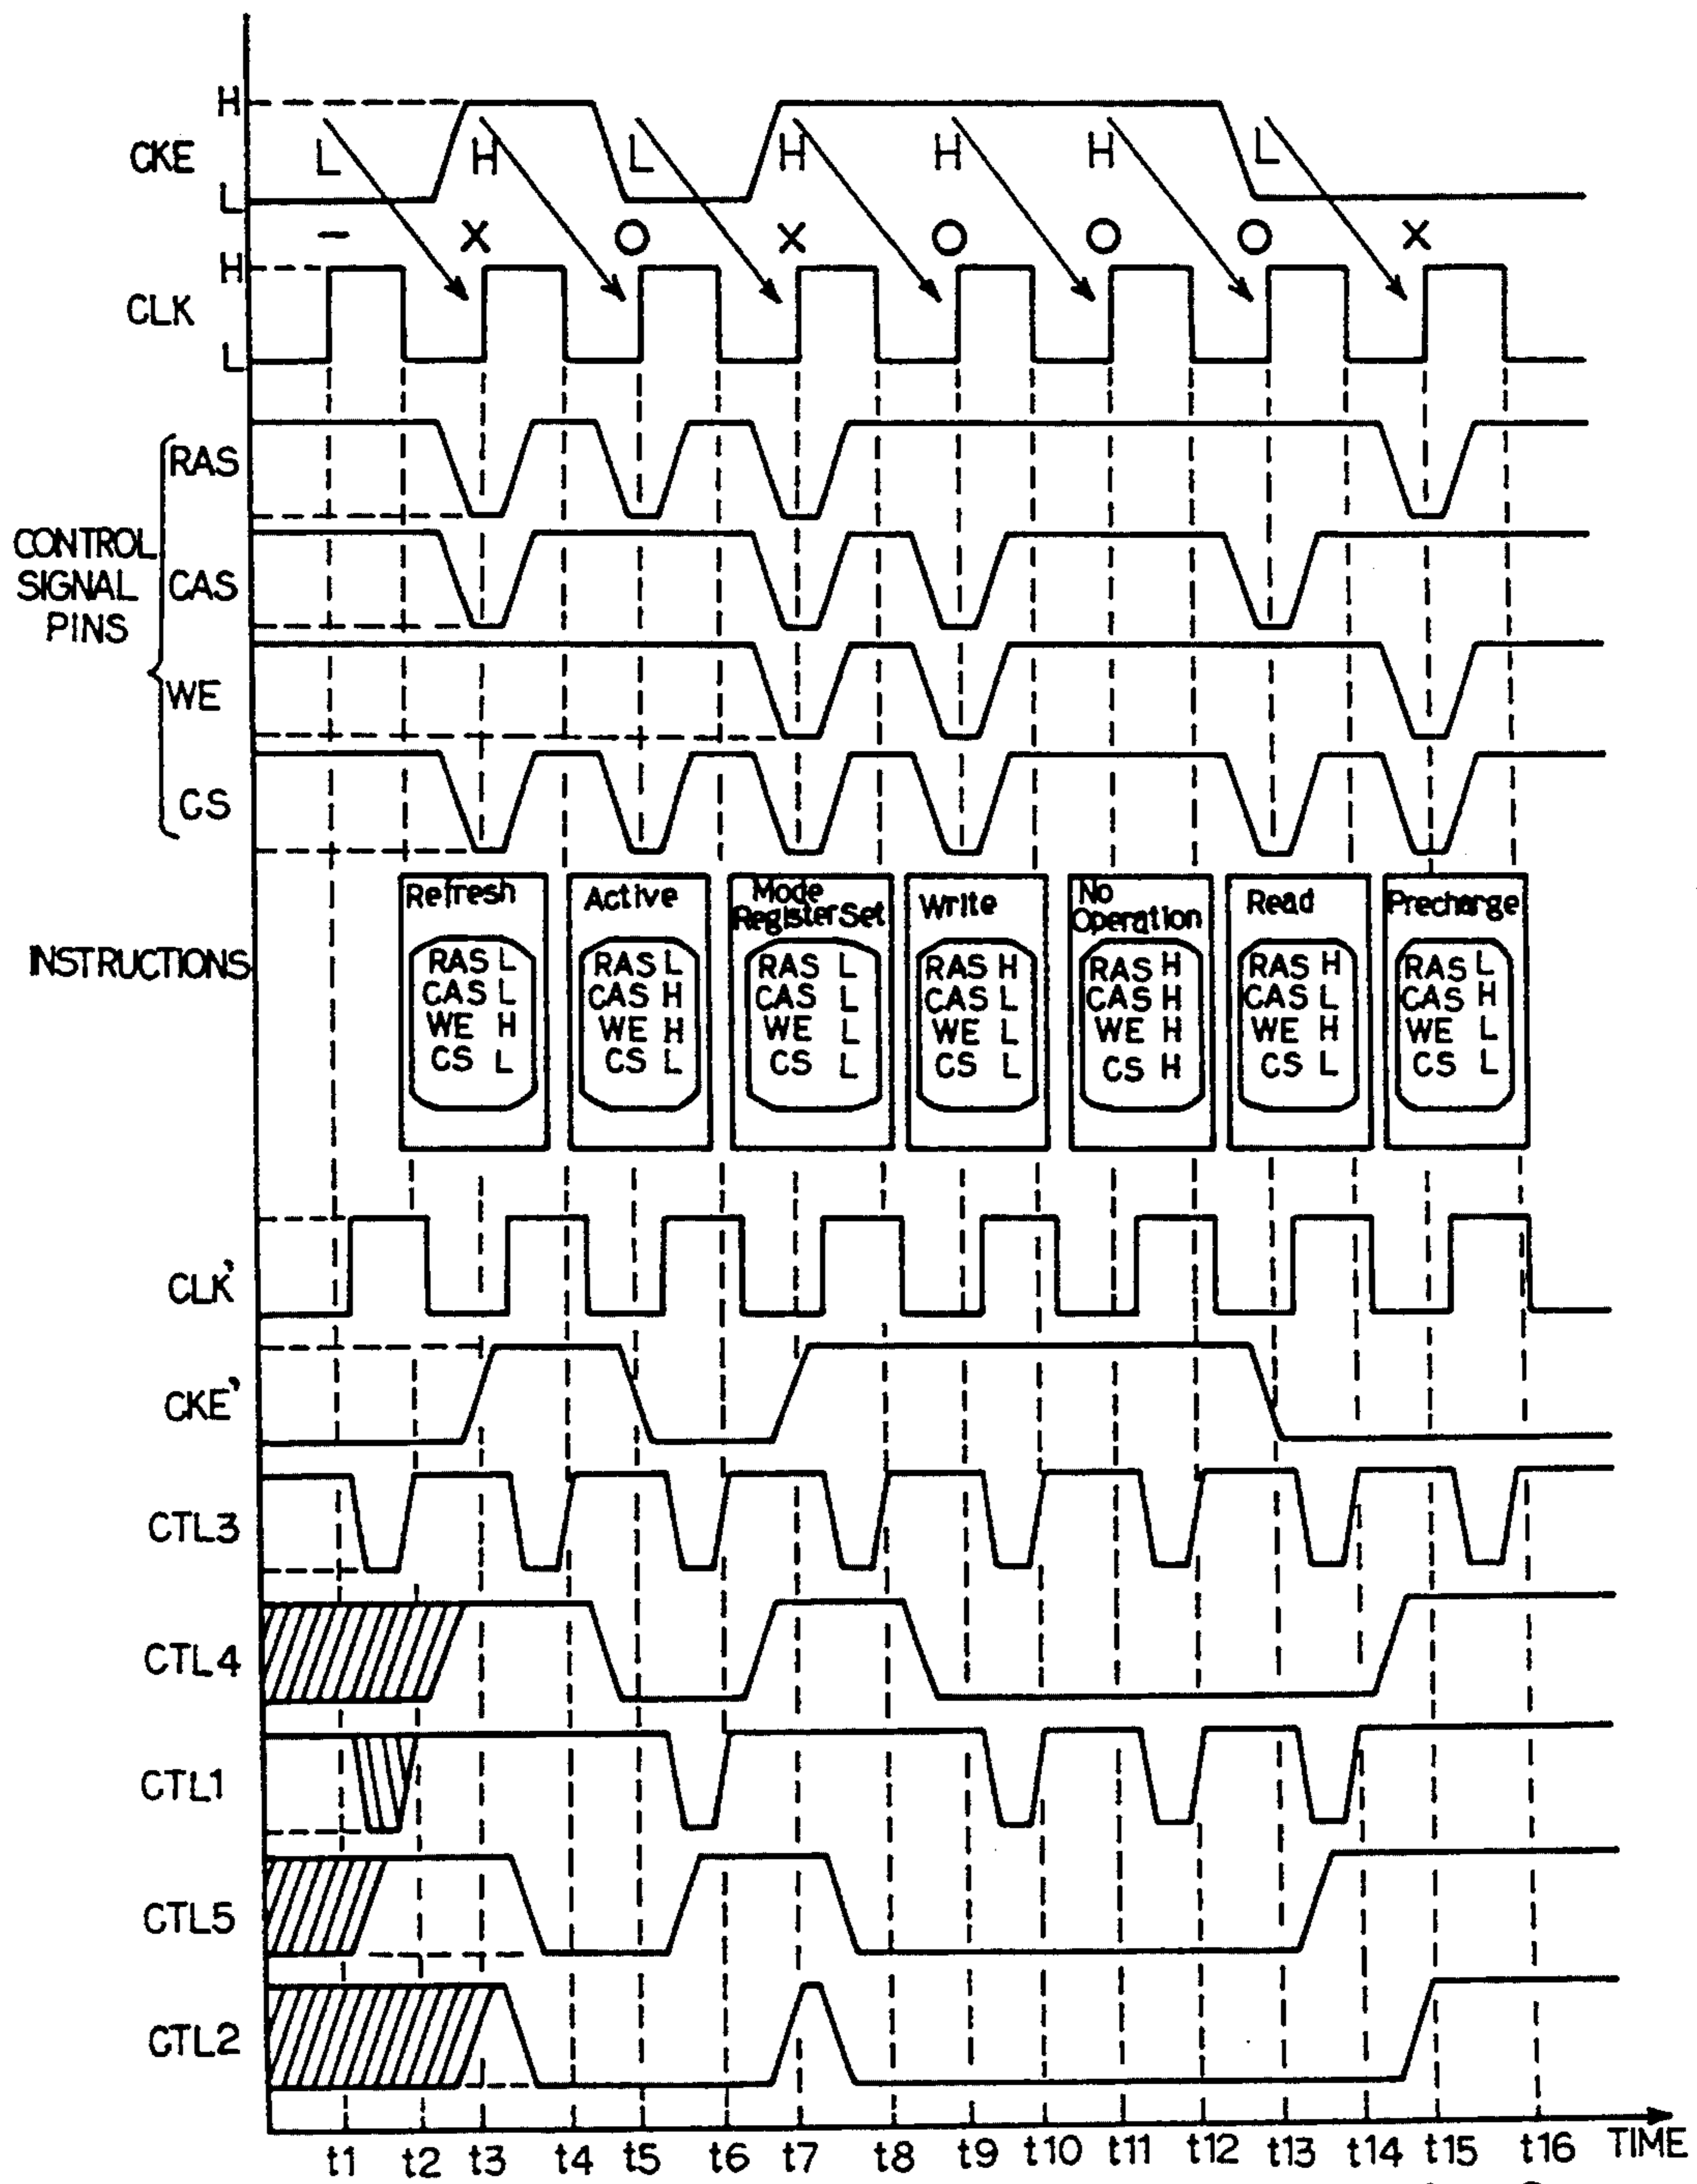 H
CKE
L
L H L H H H L
– X O X O O O X
H
CLK
L
CONTROL
SIGNAL
PINS
RAS
CAS
WE
CS
INSTRUCTIONS
Refresh
RAS L
CAS L
WE H
CS L
Active
RAS L
CAS H
WE H
CS L
Mode
Register Set
RAS L
CAS L
WE L
CS L
Write
RAS H
CAS L
WE L
CS L
No
Operation
RAS H
CAS H
WE H
CS H
Read
RAS H
CAS L
WE H
CS L
Precharge
RAS L
CAS H
WE L
CS L
CLK'
CKE'
CTL3
CTL4
CTL1
CTL5
CTL2
t1 t2 t3 t4 t5 t6 t7 t8 t9 t10 t11 t12 t13 t14 t15 t16 TIME